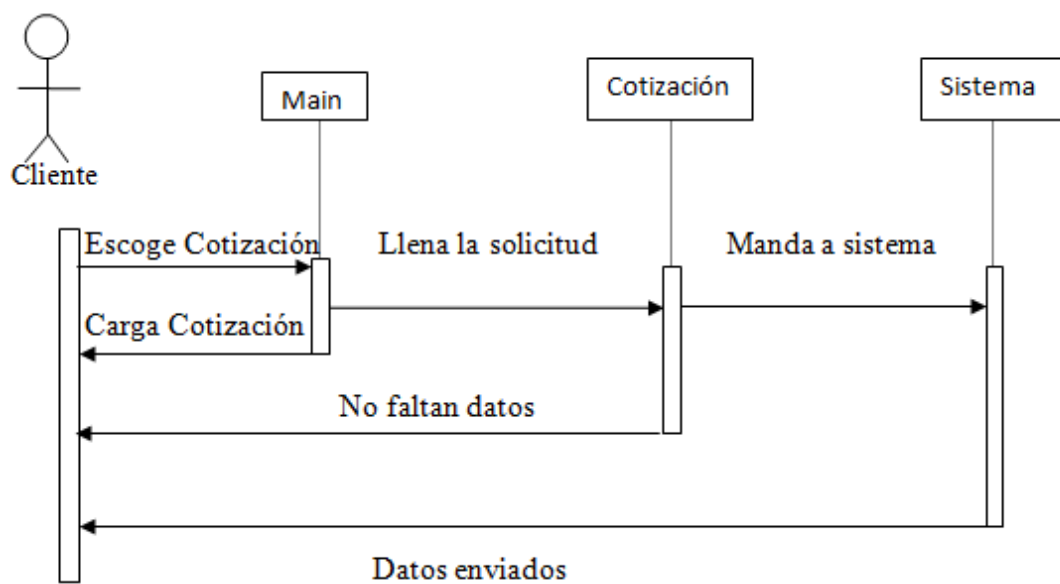 Main
Cotización
Sistema
Cliente
Escoge Cotización
Llena la solicitud
Manda a sistema
Carga Cotización
No faltan datos
Datos enviados